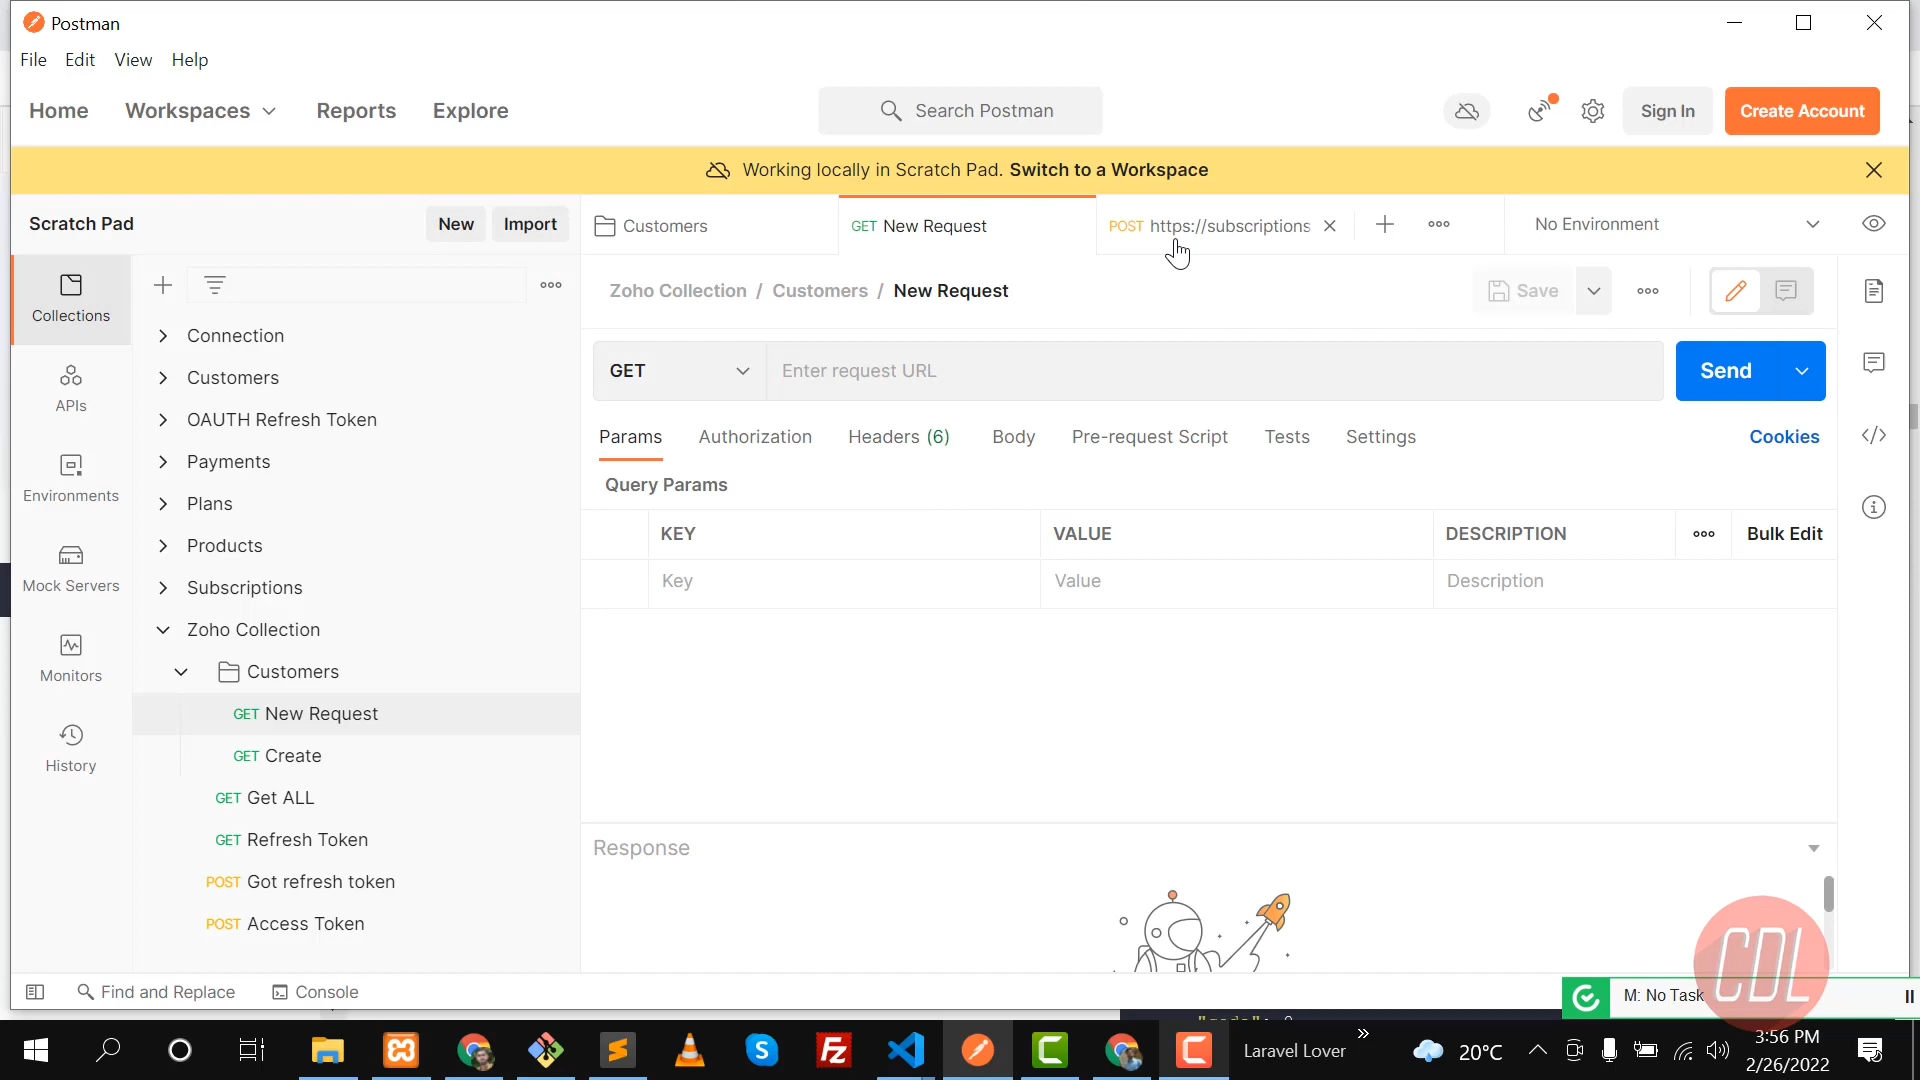 Postman
File Edit View Help
Home Workspaces Reports Explore Search Postman Sign In Create Account
Working locally in Scratch Pad. Switch to a Workspace
Scratch Pad New Import Customers GET New Request POST https://subscriptions No Environment
Zoho Collection / Customers / New Request Save
Collections
Connection
Customers
OAUTH Refresh Token
Payments
Plans
Products
Subscriptions
Zoho Collection
Customers
GET New Request
GET Create
GET Get ALL
GET Refresh Token
POST Got refresh token
POST Access Token
APIs
Environments
Mock Servers
Monitors
History
GET Enter request URL Send
Params Authorization Headers (6) Body Pre-request Script Tests Settings Cookies
Query Params
KEY VALUE DESCRIPTION Bulk Edit
Key Value Description
Response
Find and Replace Console
M: No Task
CDL
Laravel Lover 20°C 3:56 PM
2/26/2022